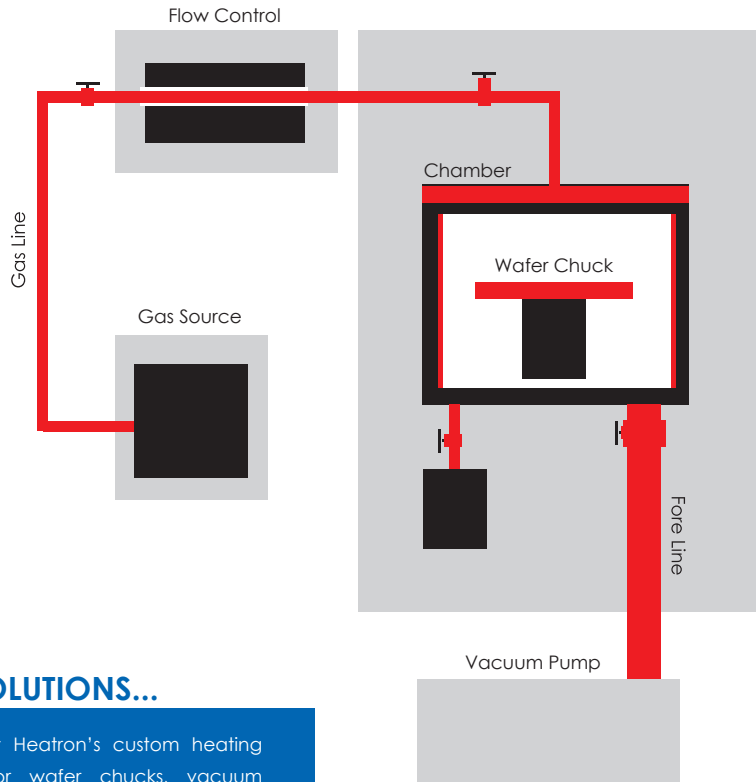 Flow Control
Chamber
Gas Line
Wafer Chuck
Gas Source
Fore Line
Vacuum Pump
OLUTIONS...
Heatron's custom heating
wafer chucks, vacuum